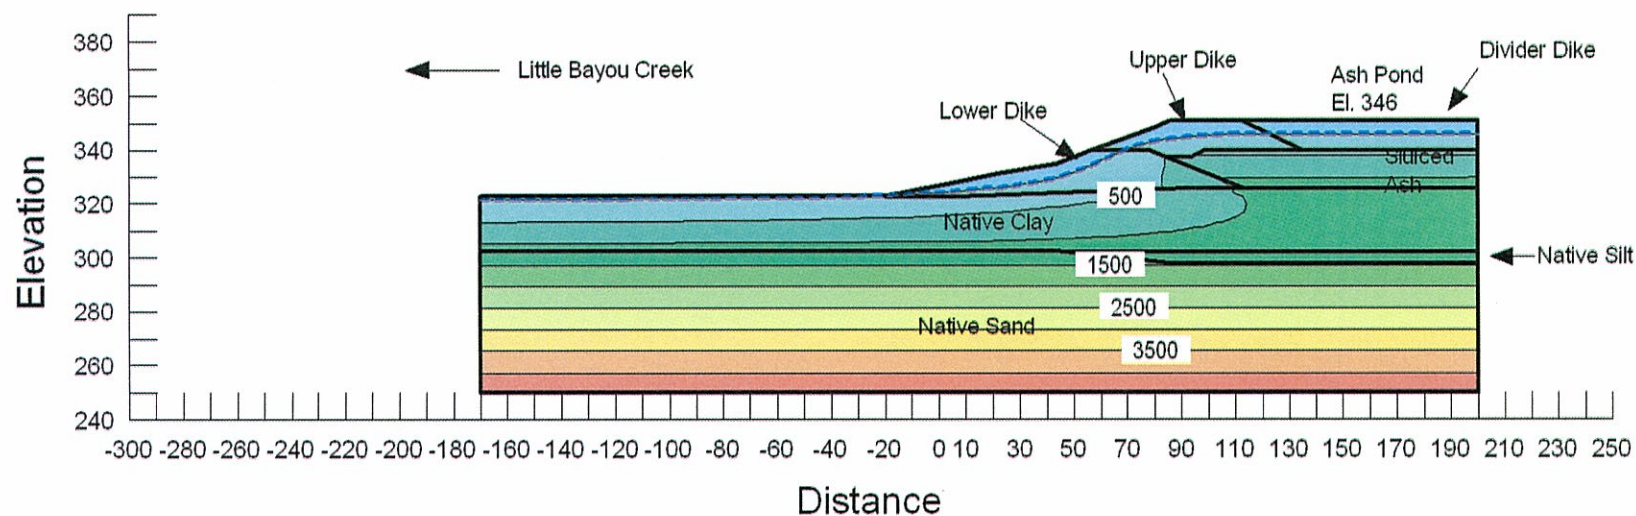 Little Bayou Creek
Upper Dike
Divider Dike
Ash Pond
El. 346
Lower Dike
Sluiced
Ash
500
Native Clay
Native Silt
1500
2500
Native Sand
3500
Elevation
380
360
340
320
300
280
260
240
-300 -280 -260 -240 -220 -200 -180 -160 -140 -120 -100 -80 -60 -40 -20 0 10 30 50 70 90 110 130 150 170 190 210 230 250
Distance